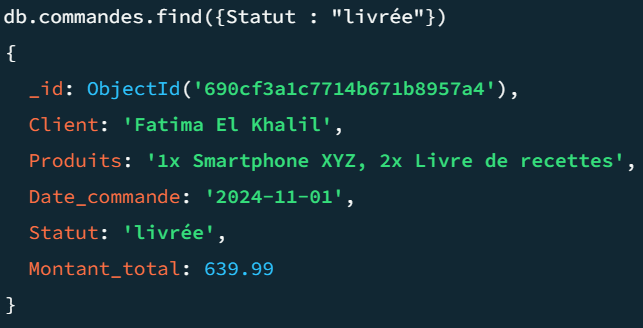 db.commandes.find({Statut : "livrée"})
{
_id: ObjectId('690cf3a1c7714b671b8957a4'),
Client: 'Fatima El Khalil',
Produits: '1x Smartphone XYZ, 2x Livre de recettes',
Date_commande: '2024-11-01',
Statut: 'livrée',
Montant_total: 639.99
}